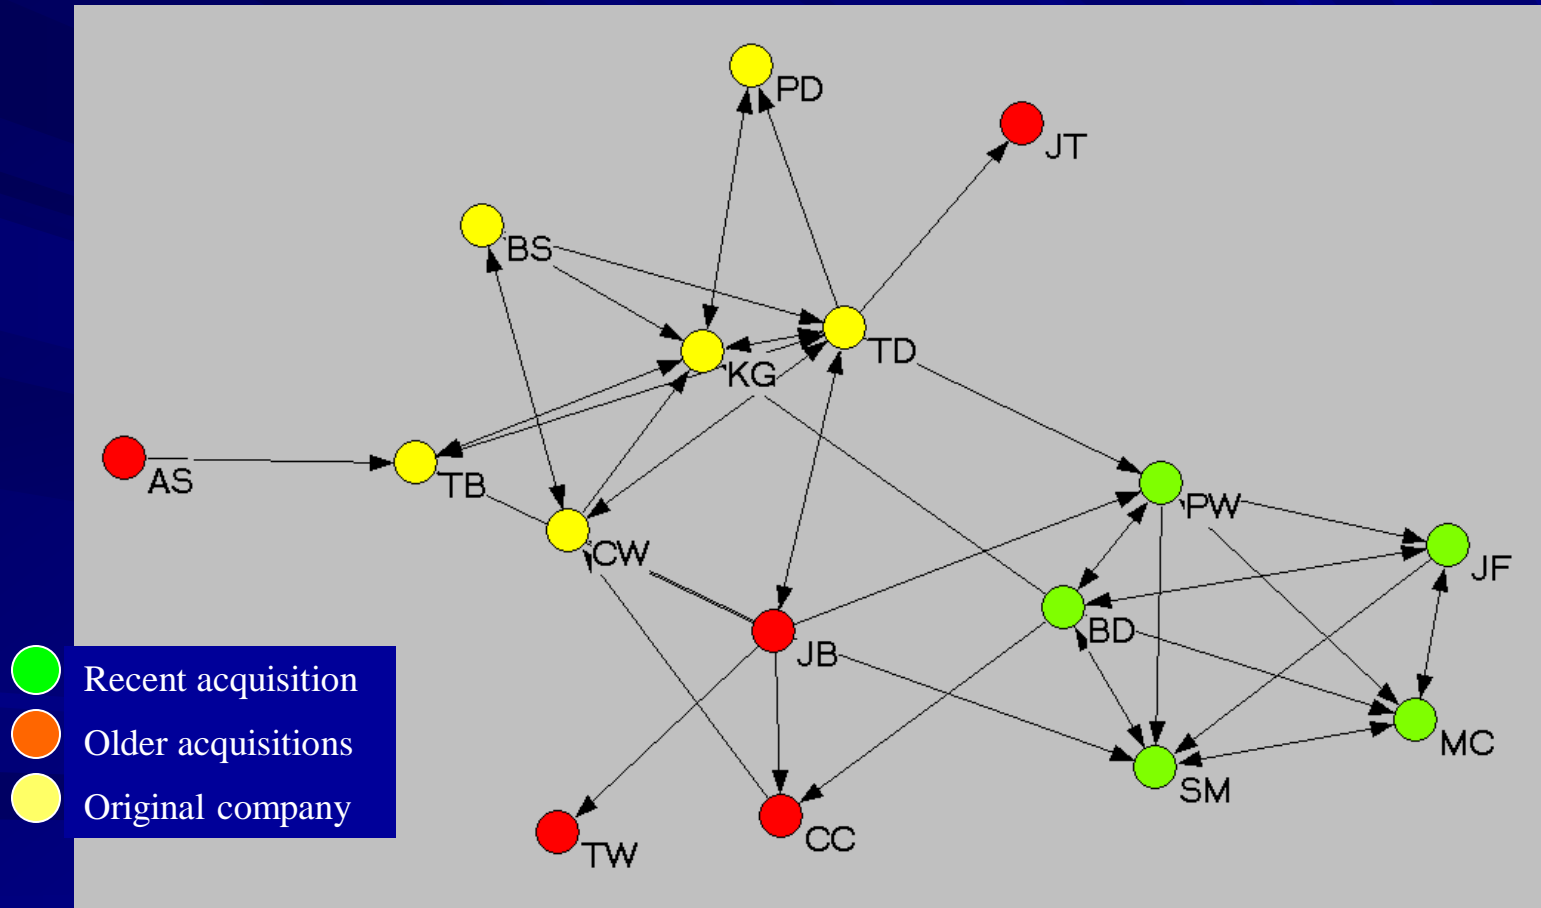 PD
JT
BS
TD
KG
AS
TB
PW
CW
JF
BD
JB
MC
SM
CC
TW
Recent acquisition
Older acquisitions
Original company